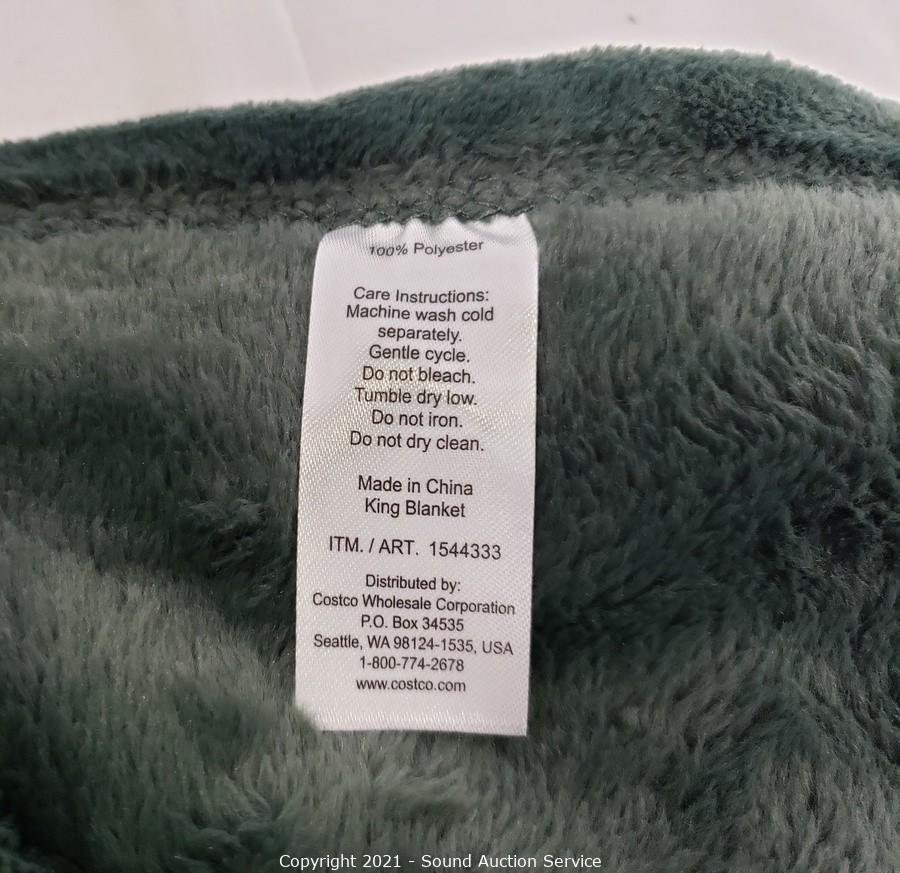 100% Polyester
Care Instructions:
Machine wash cold
separately.
Gentle cycle.
Do not bleach.
Tumble dry low.
Do not iron.
Do not dry clean.
Made in China
King Blanket
ITM. / ART. 1544333
Distributed by:
Costco Wholesale Corporation
P.O. Box 34535
Seattle, WA 98124-1535, USA
1-800-774-2678
www.costco.com
Copyright 2021 - Sound Auction Service